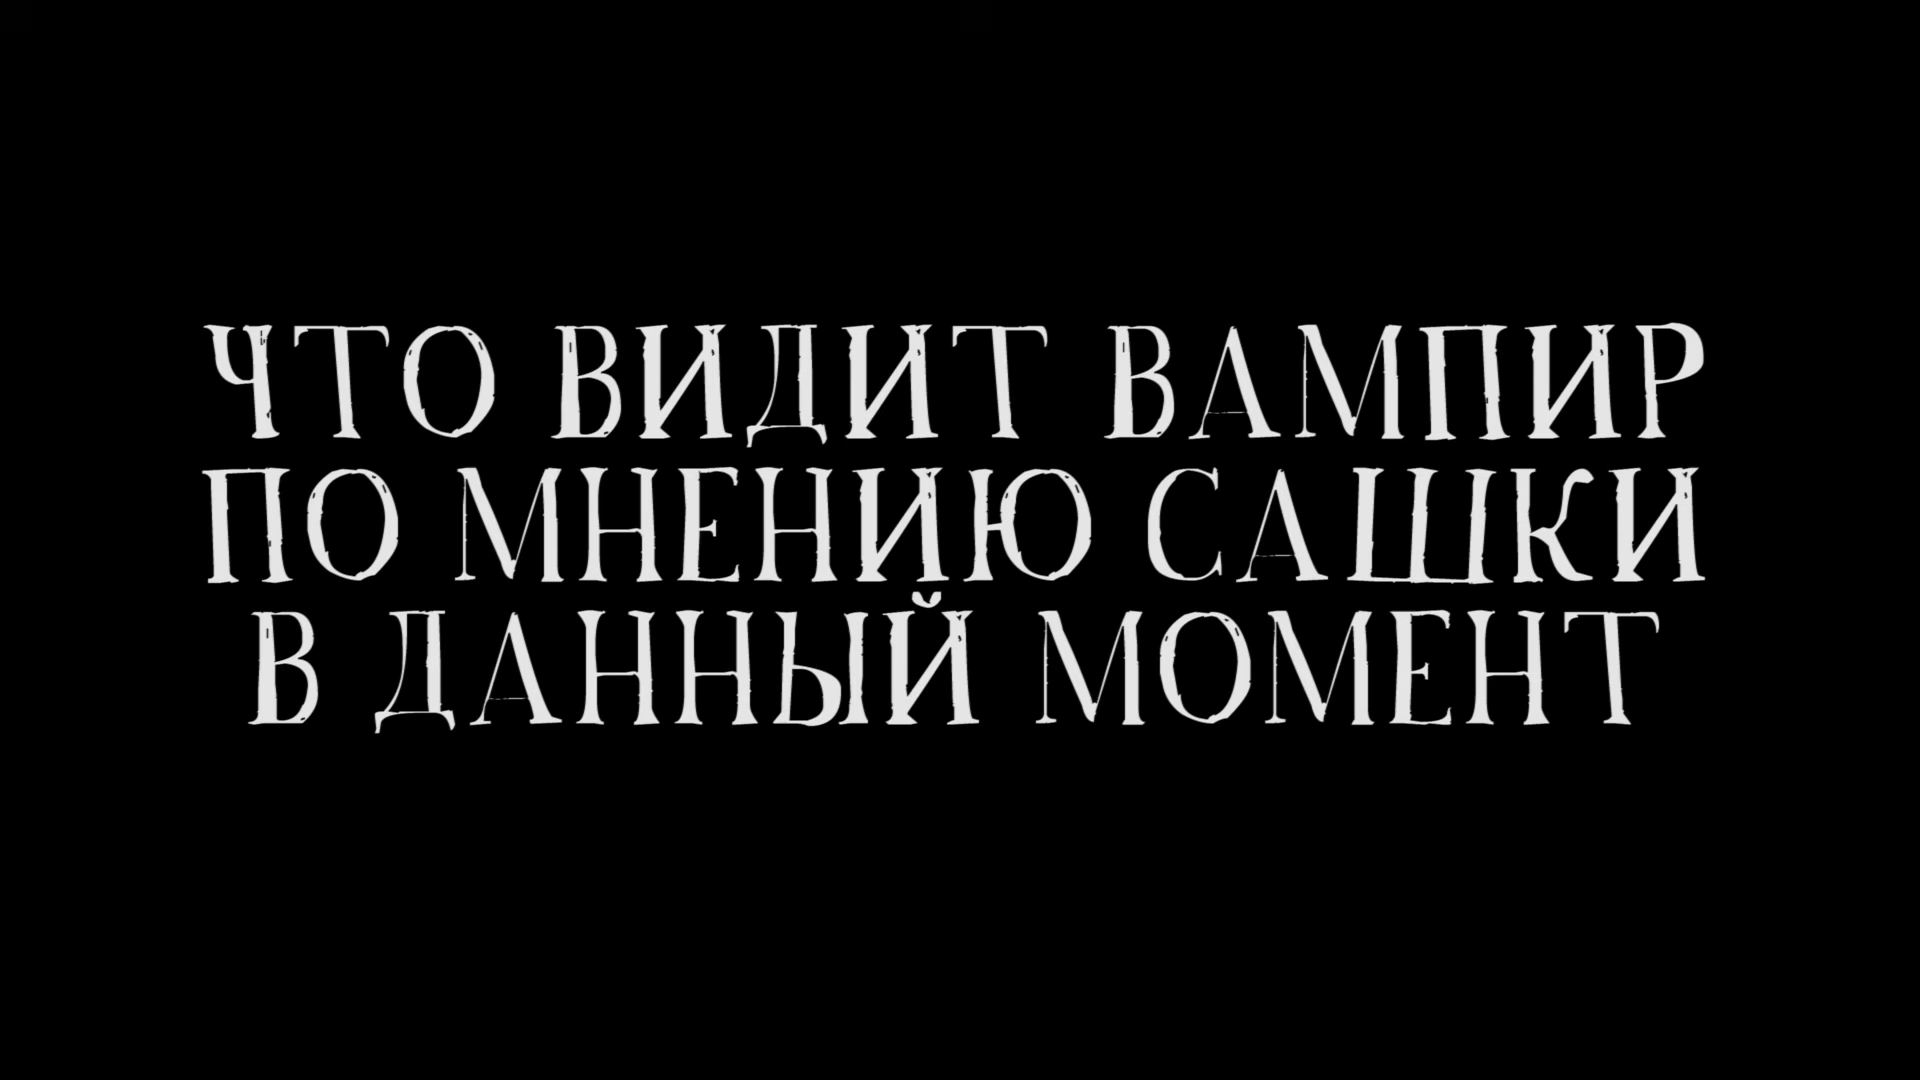 ЧТО ВИДИТ ВАМПИР
ПО МНЕНИЮ САШКИ
В ДАННЫЙ МОМЕНТ